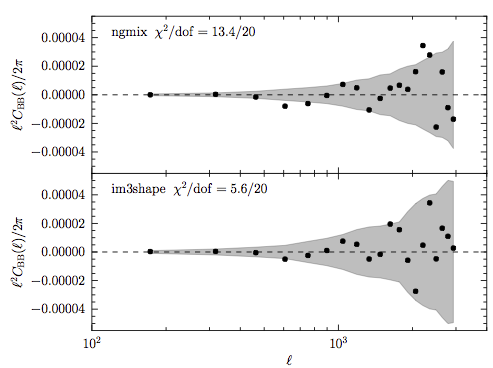 ngmix χ²/dof = 13.4/20
0.00004
0.00002
0.00000
−0.00002
−0.00004
ℓ²C_BB(ℓ)/2π
im3shape χ²/dof = 5.6/20
0.00004
0.00002
0.00000
−0.00002
−0.00004
ℓ²C_BB(ℓ)/2π
10² 10³
ℓ